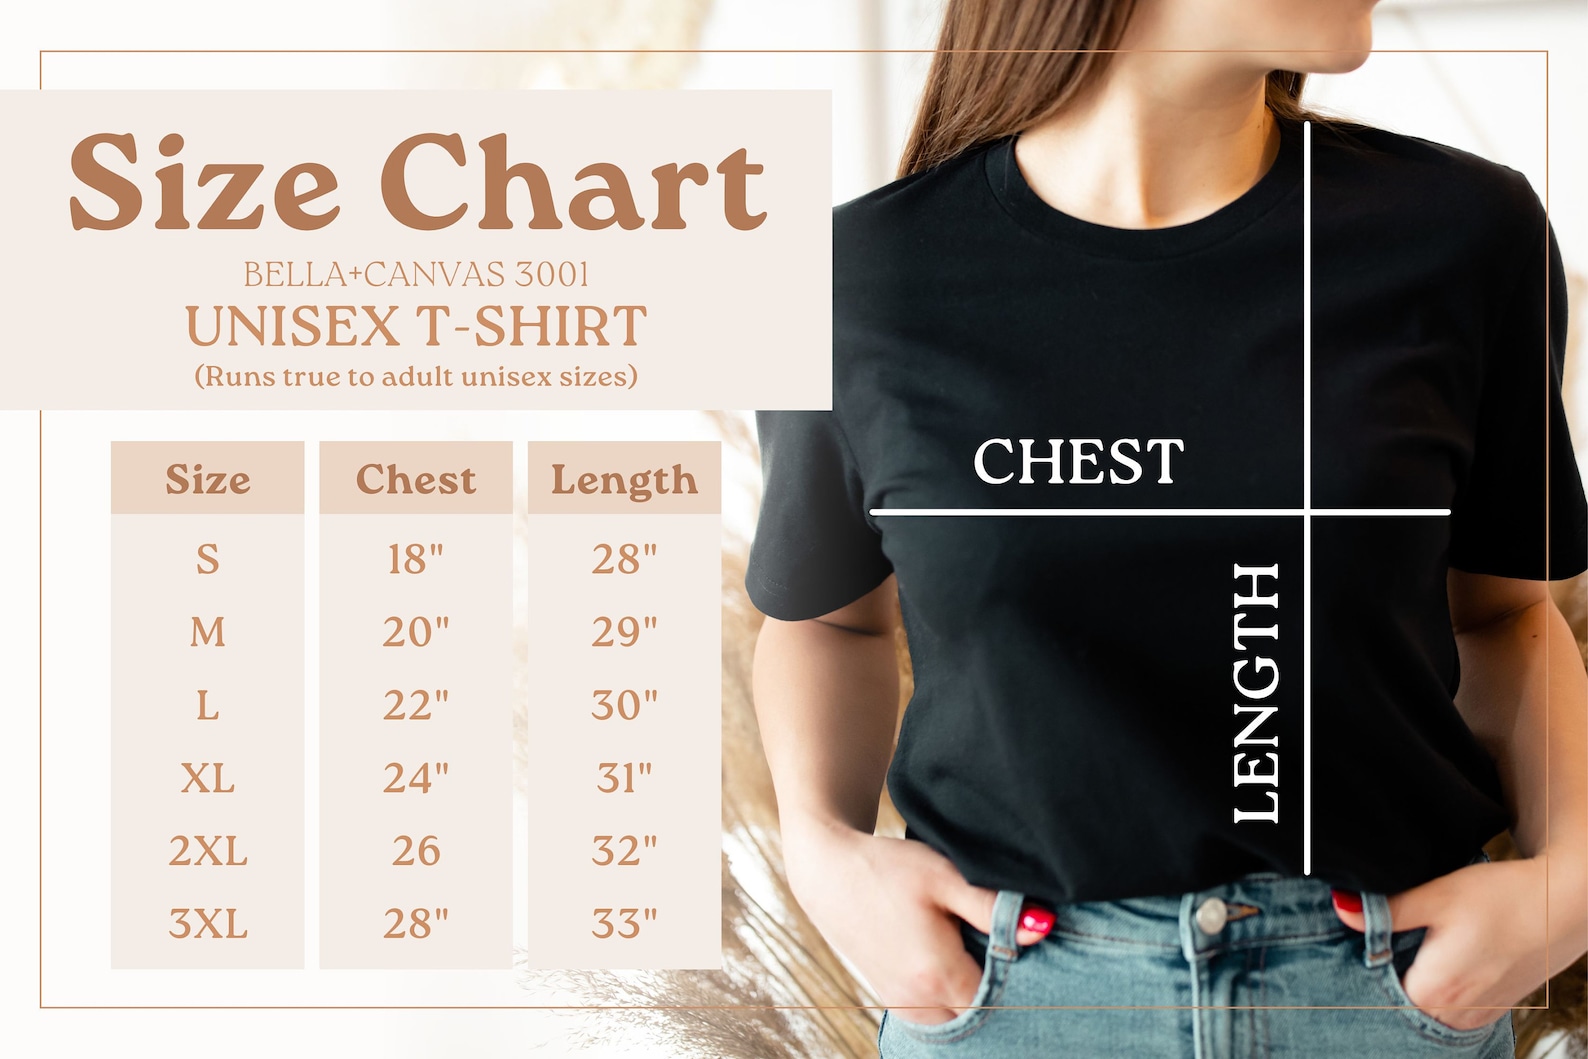 Size Chart
BELLA+CANVAS 3001
UNISEX T-SHIRT
(Runs true to adult unisex sizes)
Size Chest Length
S 18" 28"
M 20" 29"
L 22" 30"
XL 24" 31"
2XL 26 32"
3XL 28" 33"
CHEST
LENGTH